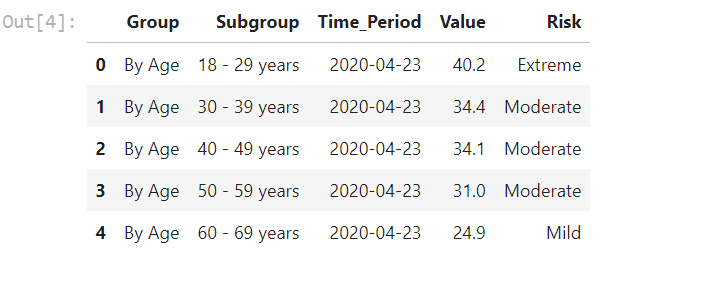 Out[4]:
Group Subgroup Time_Period Value Risk
0 By Age 18 - 29 years 2020-04-23 40.2 Extreme
1 By Age 30 - 39 years 2020-04-23 34.4 Moderate
2 By Age 40 - 49 years 2020-04-23 34.1 Moderate
3 By Age 50 - 59 years 2020-04-23 31.0 Moderate
4 By Age 60 - 69 years 2020-04-23 24.9 Mild